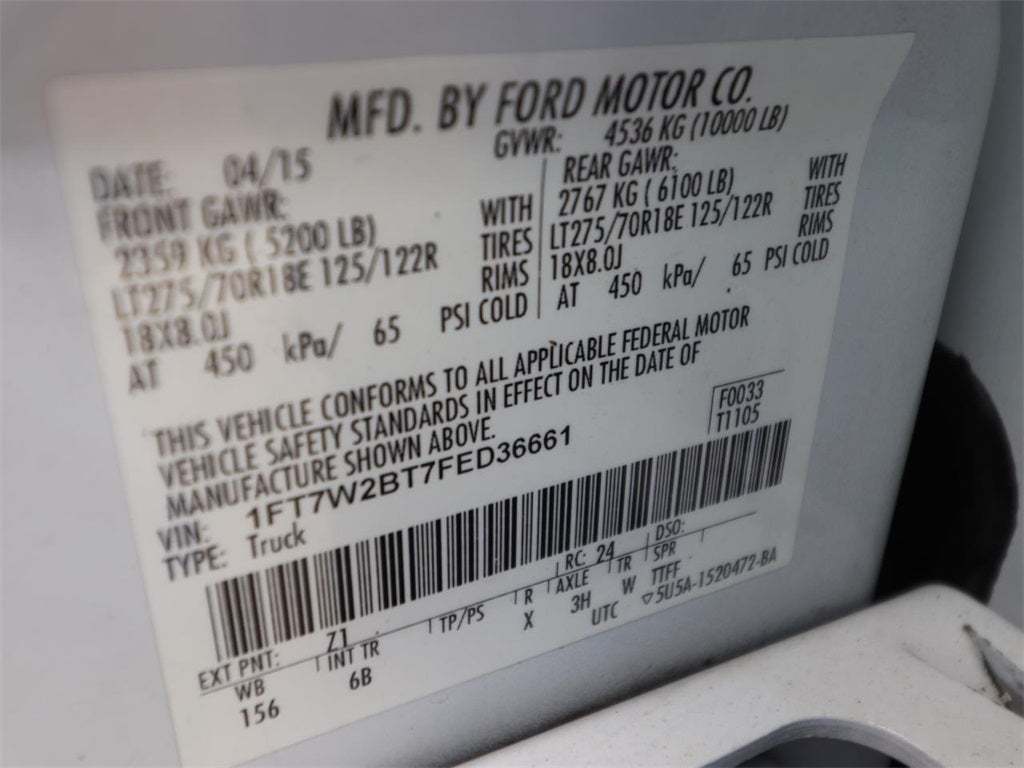 MFD. BY FORD MOTOR CO.
DATE: 04/15 GVWR: 4536 KG (10000 LB)
FRONT GAWR:
2359 KG ( 5200 LB) WITH
LT275/70R18E 125/122R TIRES
18X8.0J RIMS
AT 450 kPa/ 65 PSI COLD
REAR GAWR:
2767 KG ( 6100 LB) WITH
LT275/70R18E 125/122R TIRES
18X8.0J RIMS
AT 450 kPa/ 65 PSI COLD
THIS VEHICLE CONFORMS TO ALL APPLICABLE FEDERAL MOTOR
VEHICLE SAFETY STANDARDS IN EFFECT ON THE DATE OF
MANUFACTURE SHOWN ABOVE.
F0033
T1105
VIN: 1FT7W2BT7FED36661
TYPE: Truck
EXT PNT: Z1 RC: 24 DSO:
WB INT TR TP/PS R AXLE TR SPR
156 6B X 3H W TTFF
UTC ▽5U5A-1520472-BA